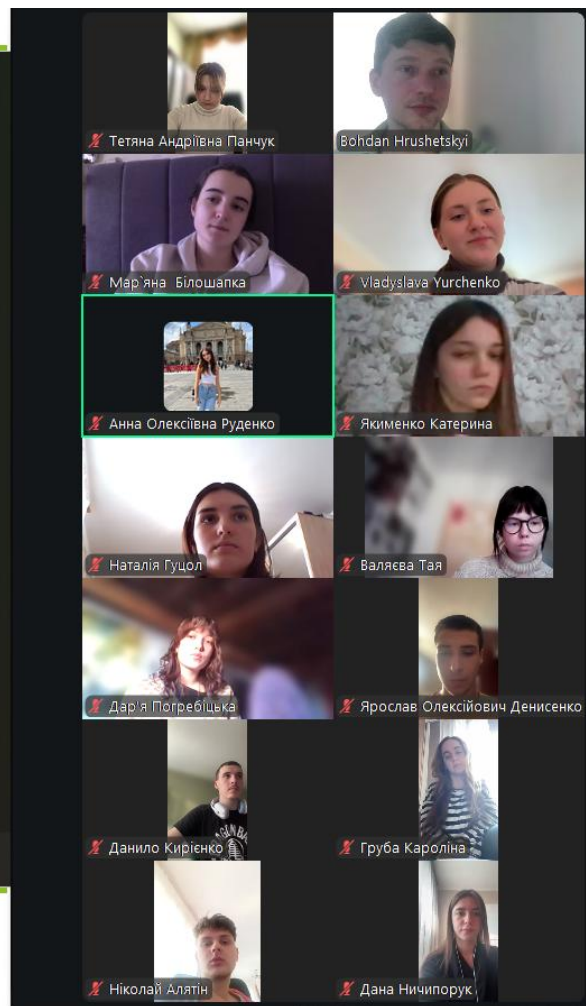 Тетяна Андріївна Панчук
Bohdan Hrushetskyi
Мар`яна Білошапка
Vladyslava Yurchenko
Анна Олексіївна Руденко
Якименко Катерина
Наталія Гуцол
Валяєва Тая
Дар'я Погребіцька
Ярослав Олексійович Денисенко
Данило Кирієнко
Груба Кароліна
Ніколай Алятін
Дана Ничипорук